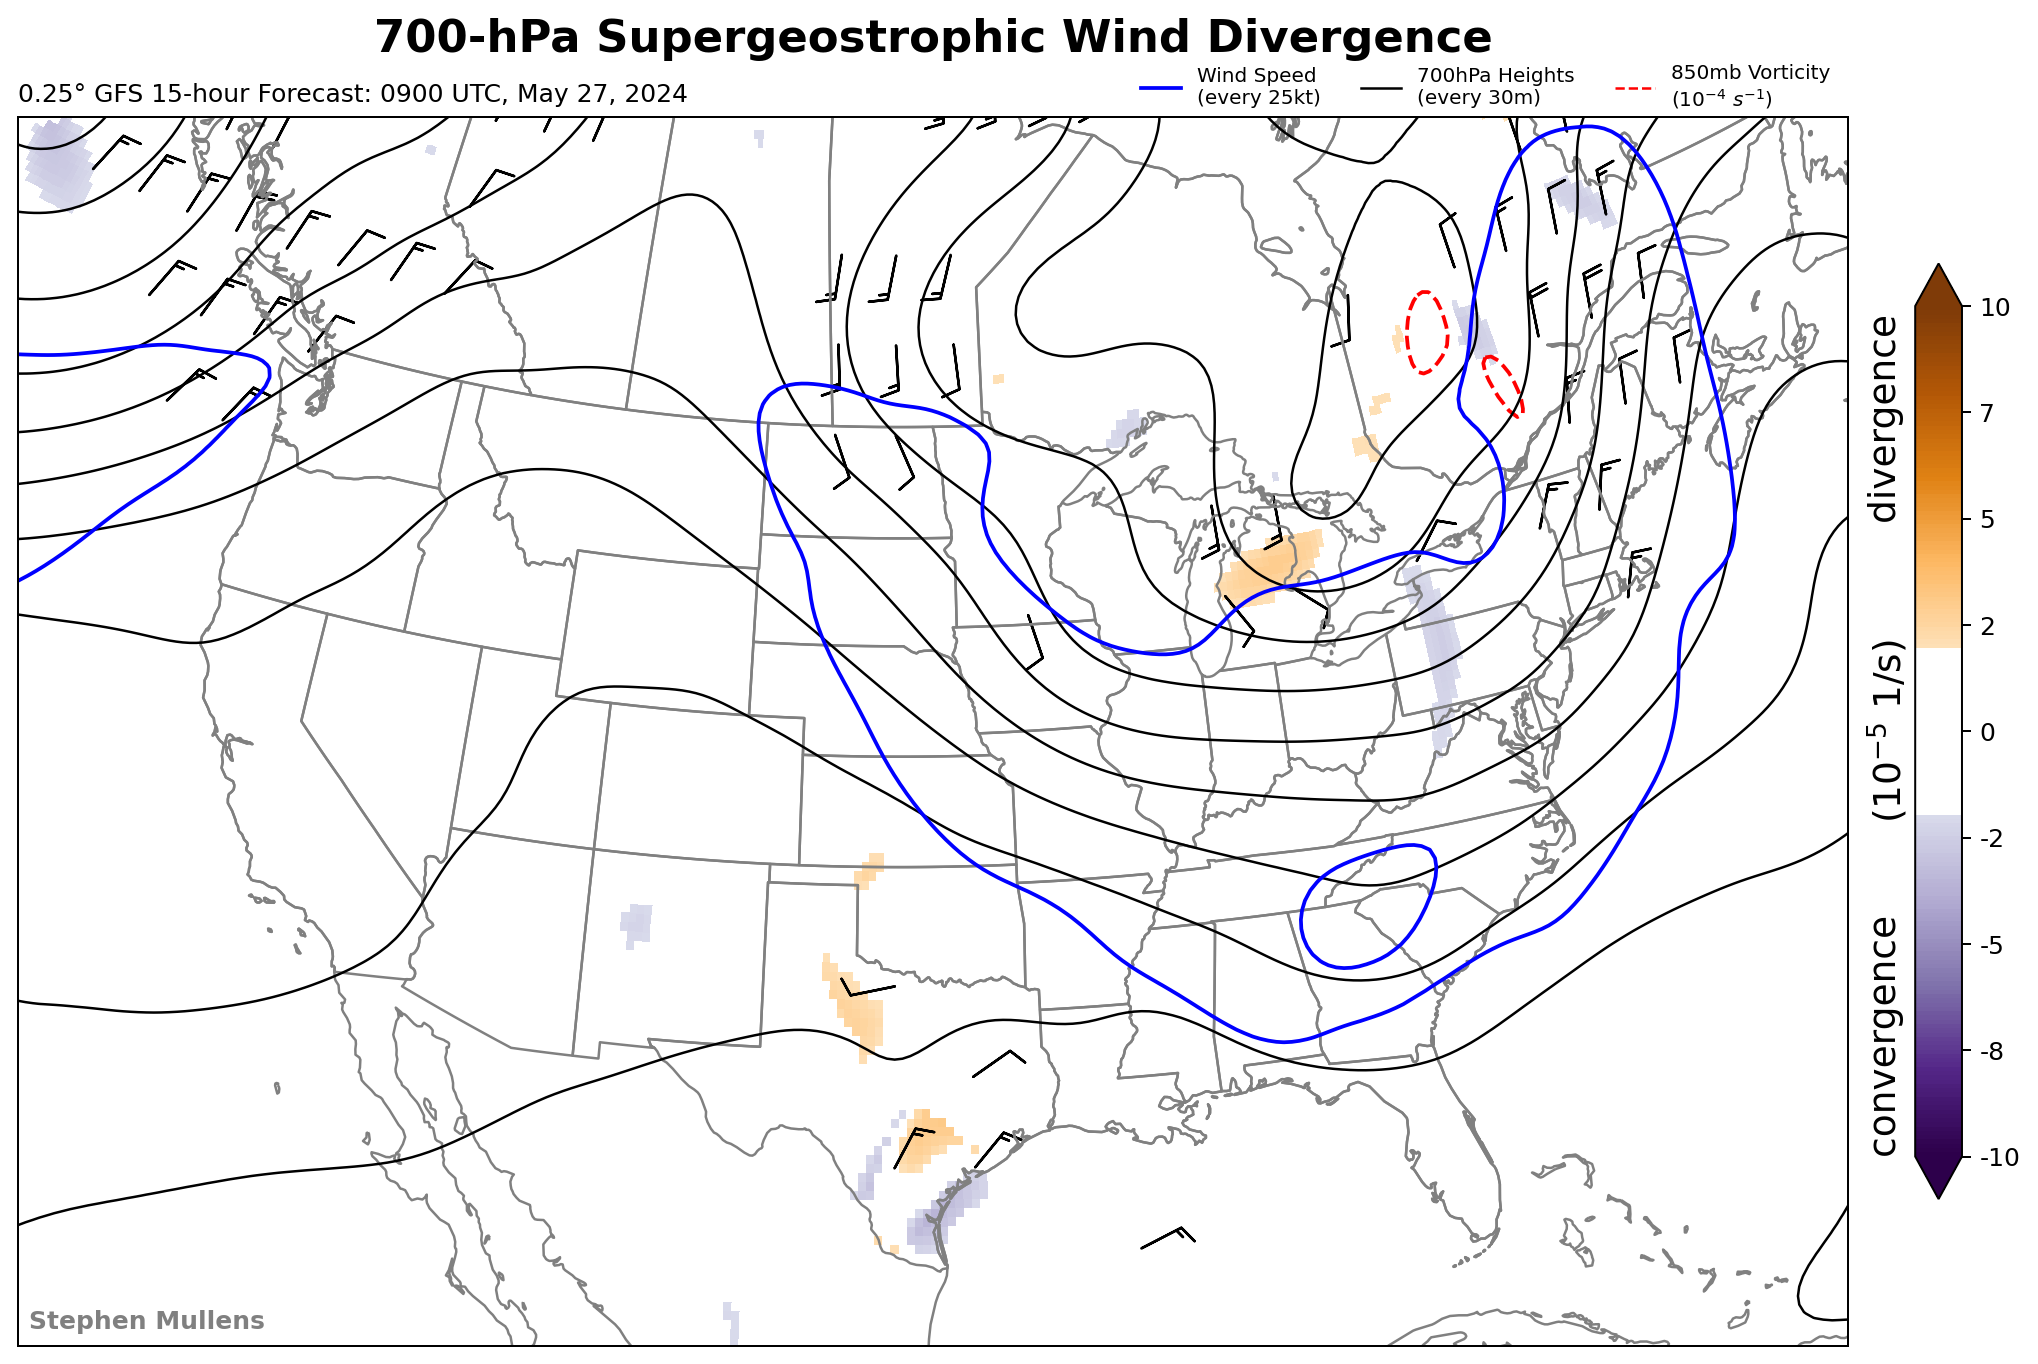 700-hPa Supergeostrophic Wind Divergence
0.25° GFS 15-hour Forecast: 0900 UTC, May 27, 2024
Wind Speed
(every 25kt)
700hPa Heights
(every 30m)
850mb Vorticity
(10⁻⁴ s⁻¹)
10
7
5
2
0
-2
-5
-8
-10
convergence (10⁻⁵ 1/s) divergence
Stephen Mullens